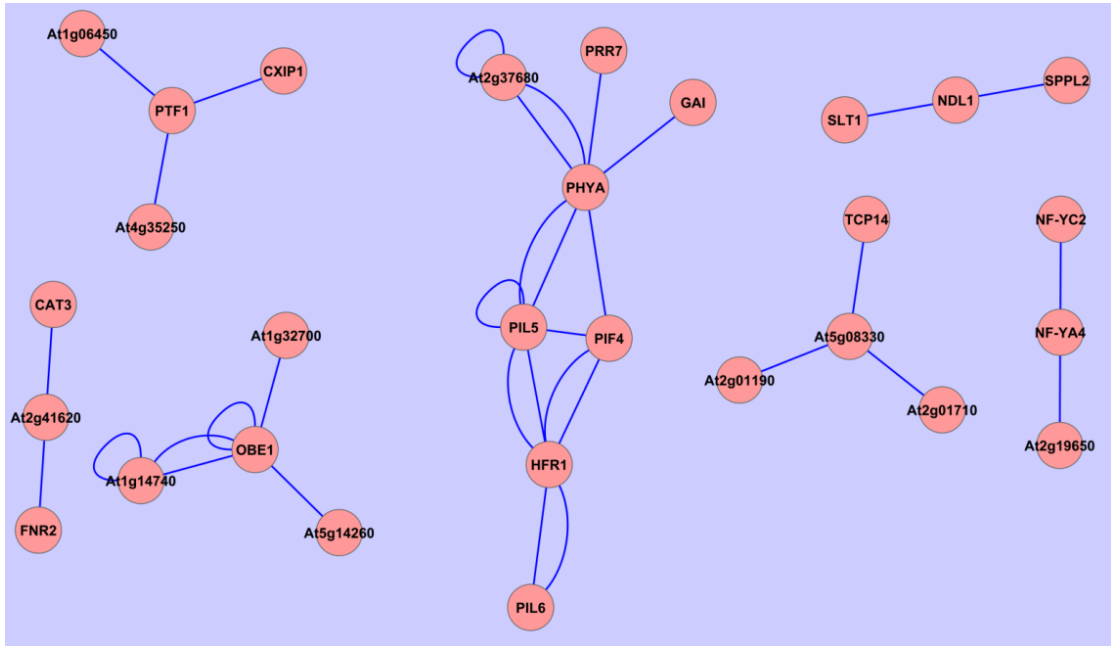 At1g06450
CXIP1
PTF1
At4g35250
At2g37680
PRR7
GAI
PHYA
PIL5
PIF4
HFR1
PIL6
SLT1
NDL1
SPPL2
TCP14
At5g08330
At2g01190
At2g01710
NF-YC2
NF-YA4
At2g19650
CAT3
At2g41620
FNR2
At1g32700
OBE1
At1g14740
At5g14260